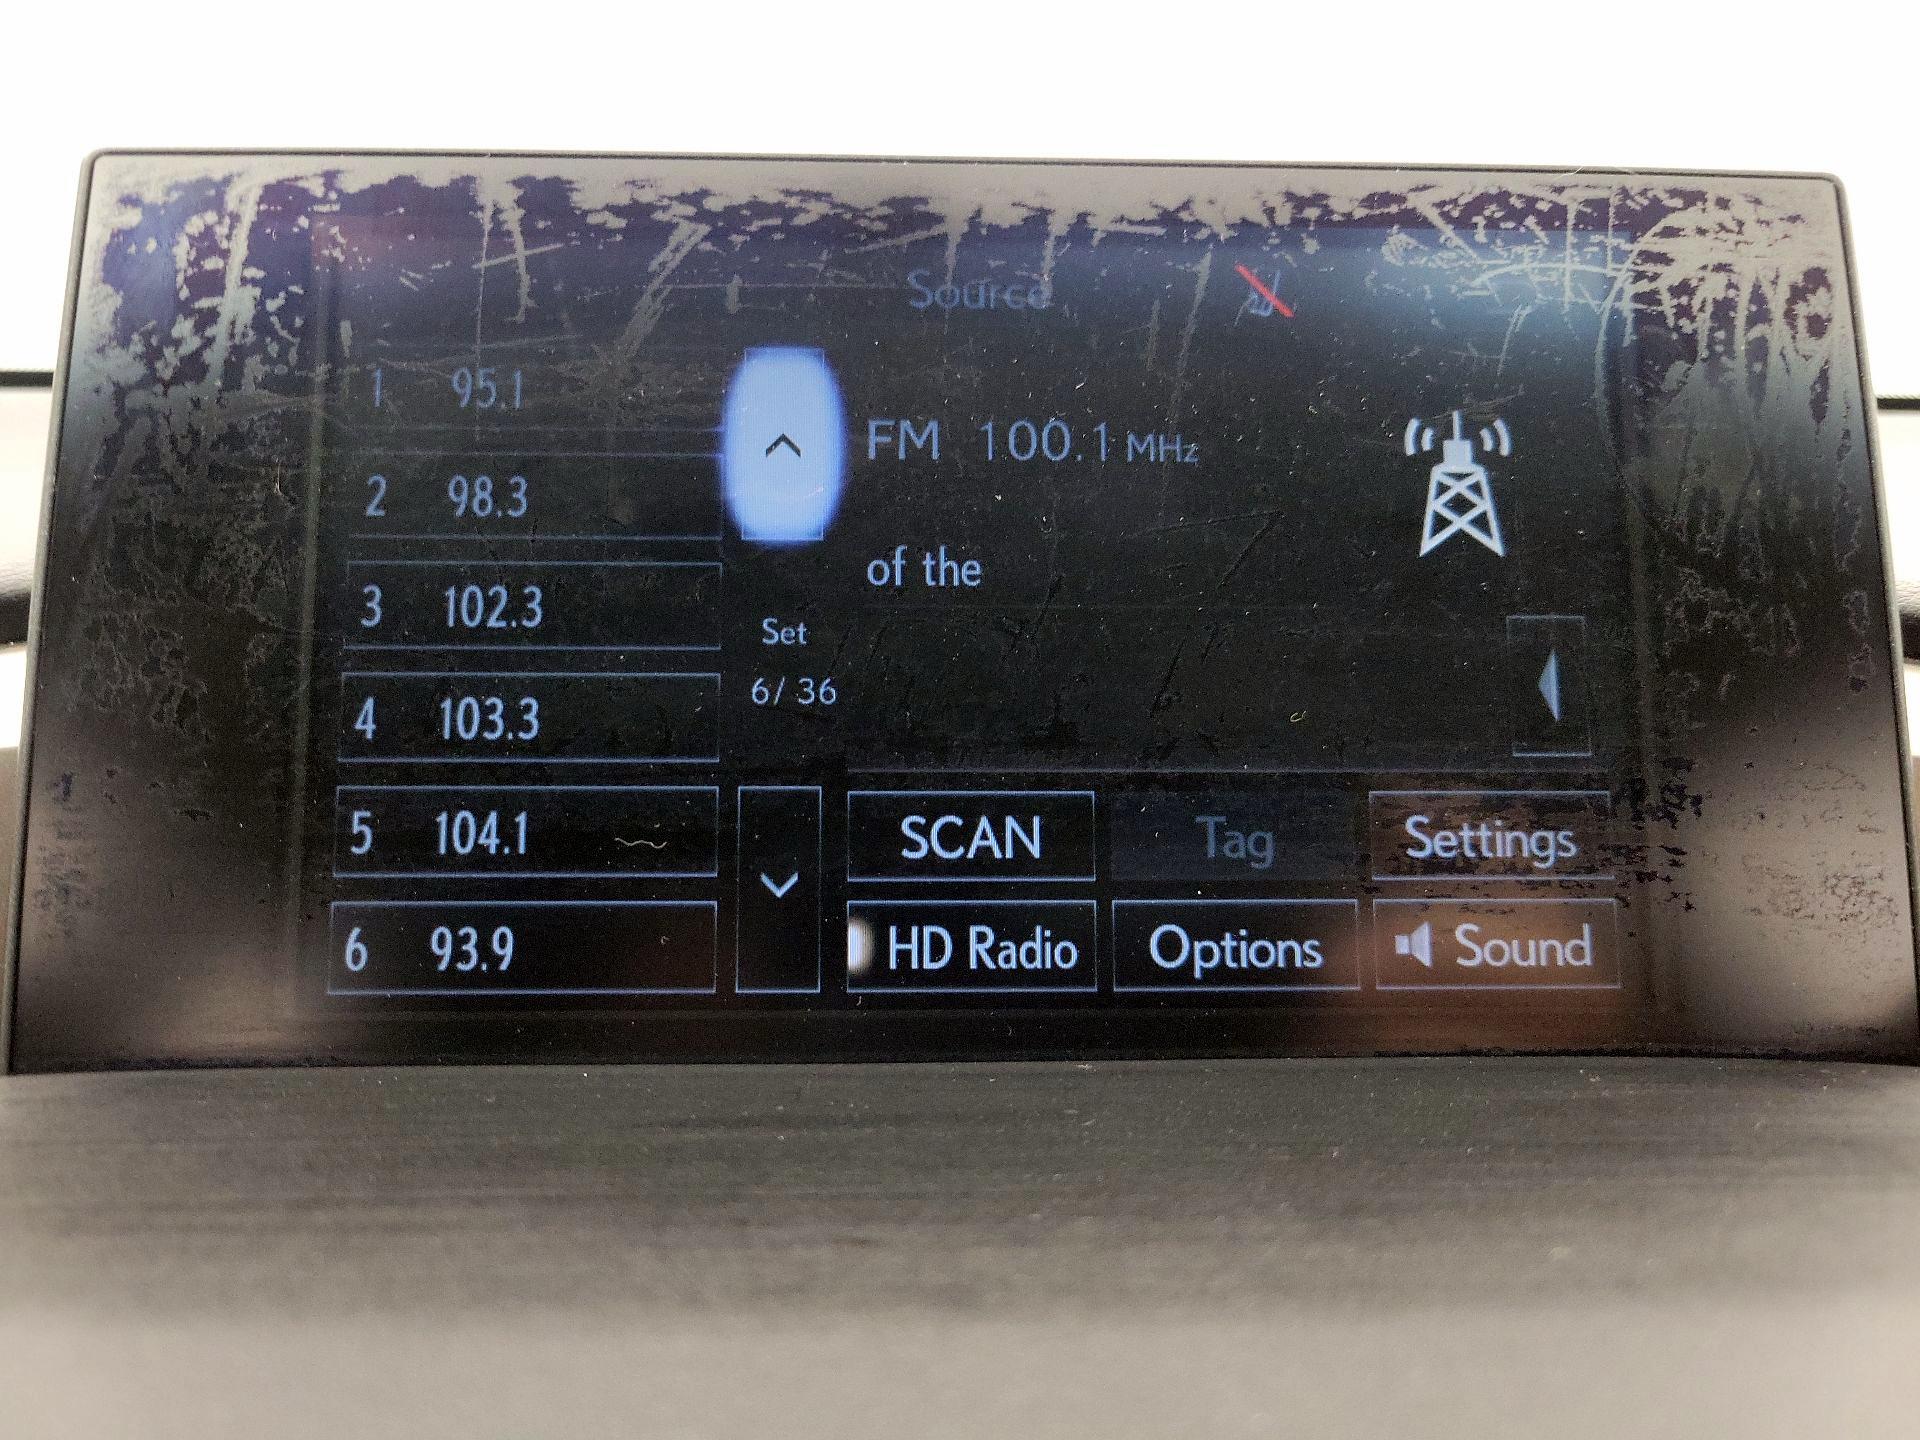 Source
1 95.1
2 98.3
3 102.3
4 103.3
5 104.1
6 93.9
Set
6/ 36
FM 100.1 MHz
of the
SCAN Tag Settings
HD Radio Options Sound